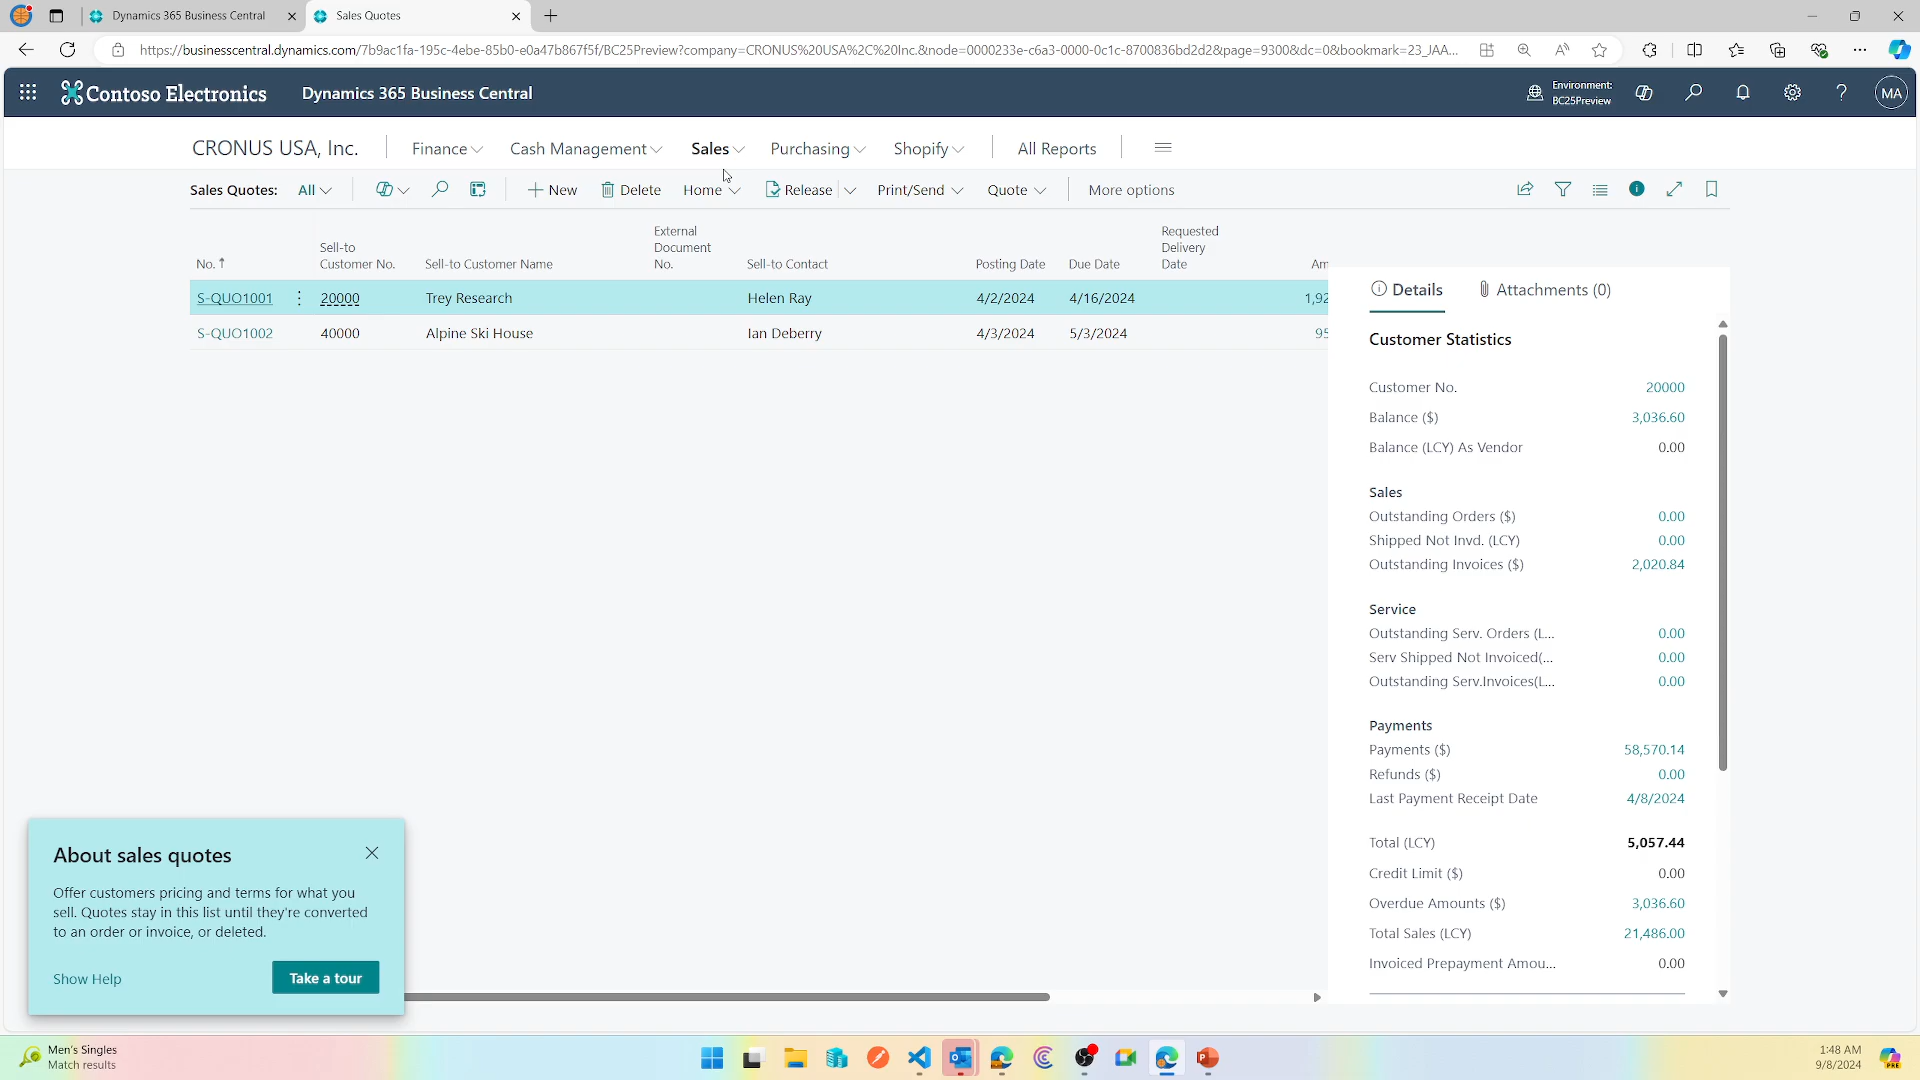 Dynamics 365 Business Central
Sales Quotes
https://businesscentral.dynamics.com/7b9ac1fa-195c-4ebe-85b0-e0a47b867f5f/BC25Preview?company=CRONUS%20USA%2C%20Inc.&node=0000233e-c6a3-0000-0c1c-8700836bd2d2&page=9300&dc=0&bookmark=23_JAA...
Contoso Electronics
Dynamics 365 Business Central
Environment:
BC25Preview
MA
CRONUS USA, Inc.
Finance
Cash Management
Sales
Purchasing
Shopify
All Reports
Sales Quotes:
All
New
Delete
Home
Release
Print/Send
Quote
More options
No. ↑
Sell-to
Customer No.
Sell-to Customer Name
External
Document
No.
Sell-to Contact
Posting Date
Due Date
Requested
Delivery
Date
Am
S-QUO1001 20000 Trey Research Helen Ray 4/2/2024 4/16/2024 1,92
S-QUO1002 40000 Alpine Ski House Ian Deberry 4/3/2024 5/3/2024 95
Details
Attachments (0)
Customer Statistics
Customer No. 20000
Balance ($) 3,036.60
Balance (LCY) As Vendor 0.00
Sales
Outstanding Orders ($) 0.00
Shipped Not Invd. (LCY) 0.00
Outstanding Invoices ($) 2,020.84
Service
Outstanding Serv. Orders (L... 0.00
Serv Shipped Not Invoiced(... 0.00
Outstanding Serv.Invoices(L... 0.00
Payments
Payments ($) 58,570.14
Refunds ($) 0.00
Last Payment Receipt Date 4/8/2024
Total (LCY) 5,057.44
Credit Limit ($) 0.00
Overdue Amounts ($) 3,036.60
Total Sales (LCY) 21,486.00
Invoiced Prepayment Amou... 0.00
About sales quotes
Offer customers pricing and terms for what you
sell. Quotes stay in this list until they're converted
to an order or invoice, or deleted.
Show Help
Take a tour
Men's Singles
Match results
1:48 AM
9/8/2024